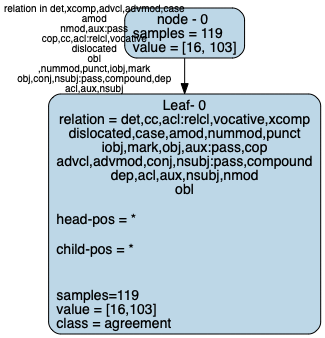 relation in det,xcomp,advcl,advmod,case
amod
nmod,aux:pass
cop,cc,acl:relcl,vocative
dislocated
obl
,nummod,punct,iobj,mark
obj,conj,nsubj:pass,compound,dep
acl,aux,nsubj
node - 0
samples = 119
value = [16, 103]
Leaf- 0
relation = det,cc,acl:relcl,vocative,xcomp
dislocated,case,amod,nummod,punct
iobj,mark,obj,aux:pass,cop
advcl,advmod,conj,nsubj:pass,compound
dep,acl,aux,nsubj,nmod
obl
head-pos = *
child-pos = *
samples=119
value = [16,103]
class = agreement